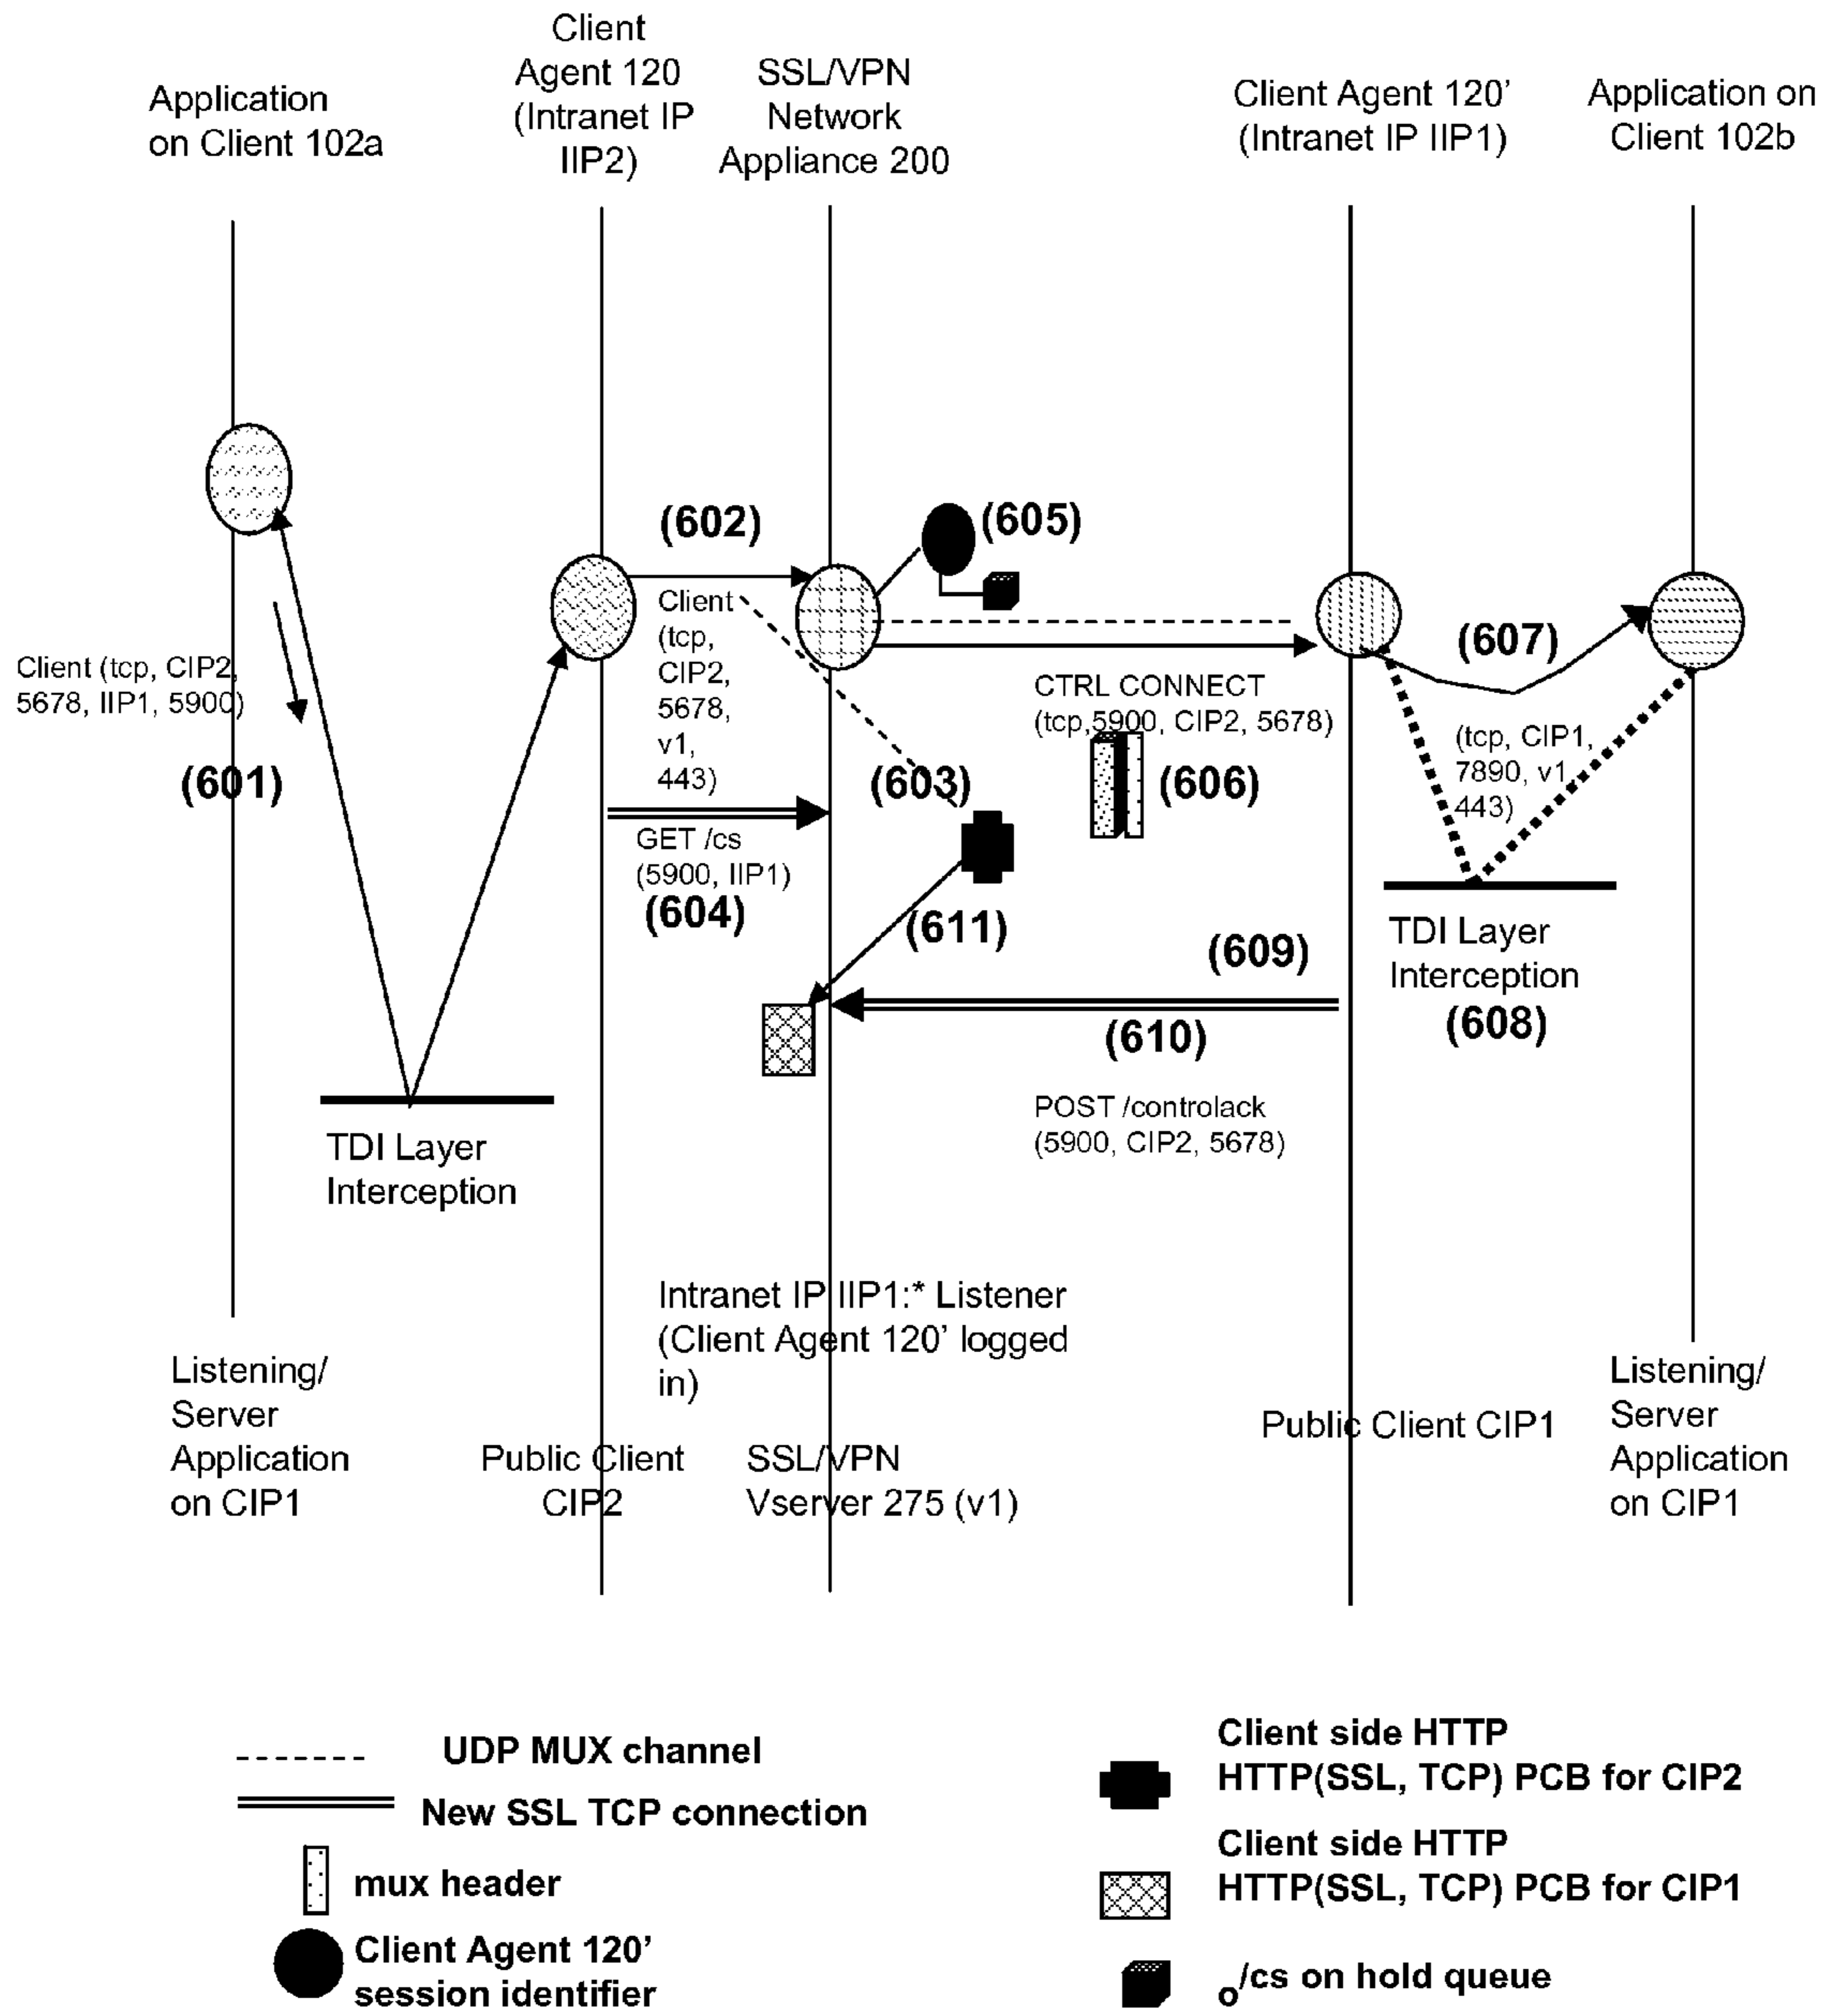 Application
on Client 102a
Client
Agent 120
(Intranet IP
IIP2)
SSL/VPN
Network
Appliance 200
Client Agent 120'
(Intranet IP IIP1)
Application on
Client 102b
(602)
(605)
Client (tcp, CIP2,
5678, IIP1, 5900)
(601)
Client
(tcp,
CIP2,
5678,
v1,
443)
(603)
GET /cs
(5900, IIP1)
(604)
CTRL CONNECT
(tcp,5900, CIP2, 5678)
(606)
(607)
(tcp, CIP1,
7890, v1,
443)
(611)
(609)
TDI Layer
Interception
(608)
(610)
POST /controlack
(5900, CIP2, 5678)
TDI Layer
Interception
Intranet IP IIP1:* Listener
(Client Agent 120' logged
in)
Listening/
Server
Application
on CIP1
Public Client
CIP2
SSL/VPN
Vserver 275 (v1)
Public Client CIP1
Listening/
Server
Application
on CIP1
UDP MUX channel
New SSL TCP connection
mux header
Client Agent 120'
session identifier
Client side HTTP
HTTP(SSL, TCP) PCB for CIP2
Client side HTTP
HTTP(SSL, TCP) PCB for CIP1
o/cs on hold queue